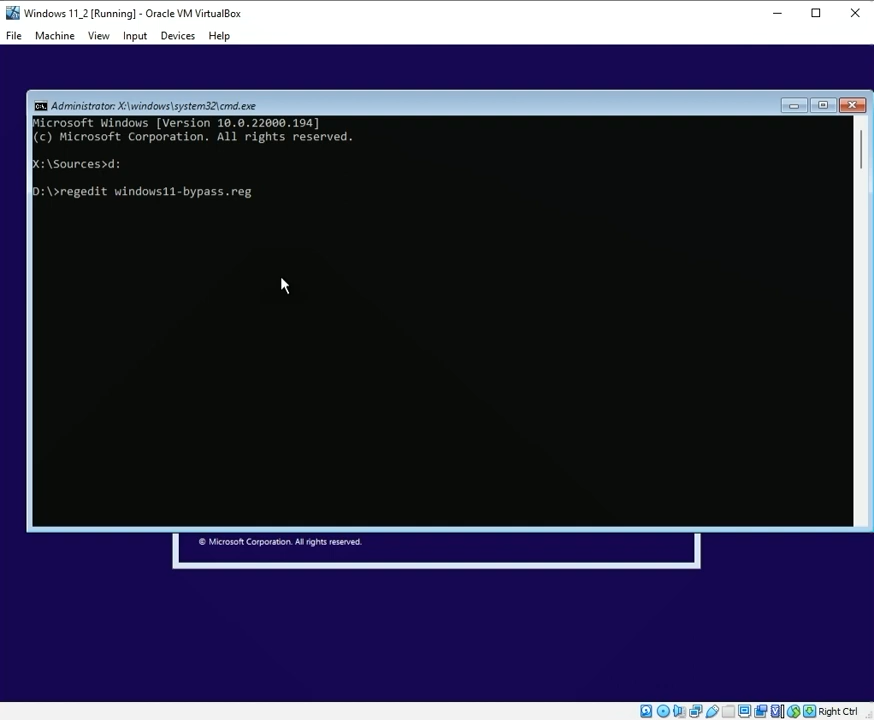 Windows 11_2 [Running] - Oracle VM VirtualBox
File Machine View Input Devices Help
Administrator: X:\windows\system32\cmd.exe
Microsoft Windows [Version 10.0.22000.194]
(c) Microsoft Corporation. All rights reserved.
X:\Sources>d:
D:\>regedit windows11-bypass.reg
© Microsoft Corporation. All rights reserved.
Right Ctrl